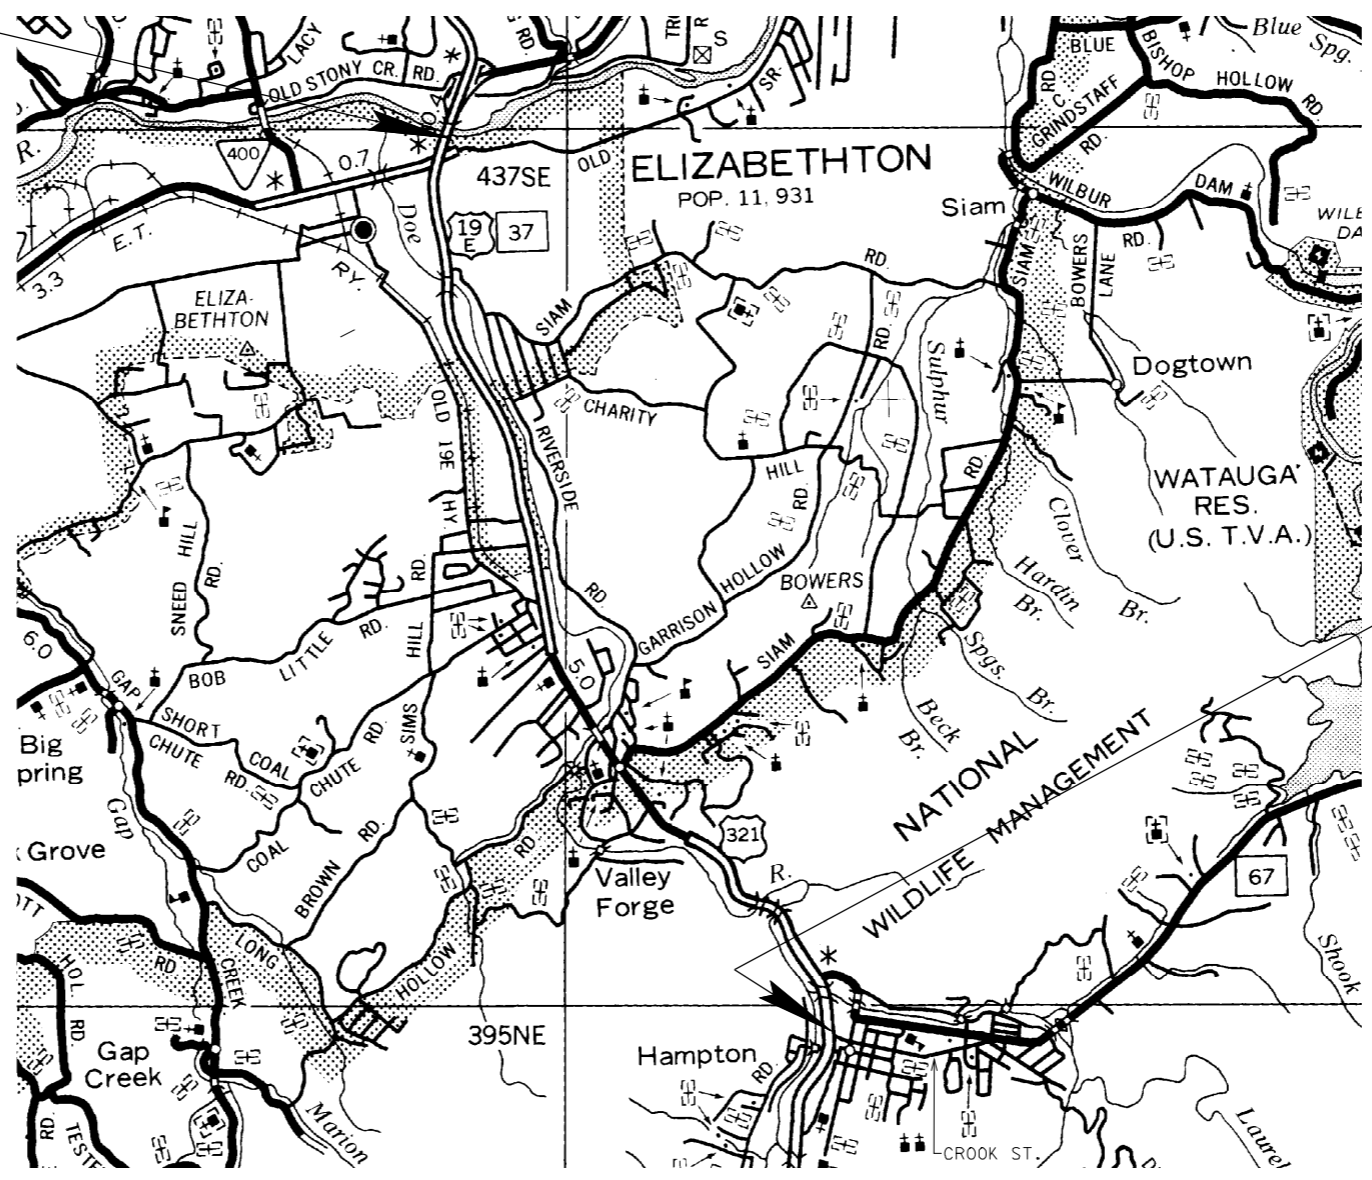 LACY
RD.
OLD STONY CR. RD.
S
SR.
BLUE
BISHOP
HOLLOW
RD.
Blue
Spg.
RD
C.
GRINDSTAFF
RD.
R.
400
0.7
0.4
437SE
OLD
ELIZABETHTON
POP. 11,931
Siam
WILBUR
DAM
RD.
E.T.
RY.
3.3
Doe
19
E
37
RD.
SIAM
BOWERS
LANE
ELIZA-
BETHTON
SIAM
RD.
Sulphur
Dogtown
OLD 19E HY.
CHARITY
RIVERSIDE
RD.
HILL
RD.
RD.
WATAUGA
RES.
(U.S. T.V.A.)
Clover
Br.
Hardin
Br.
SNEED
HILL
RD.
HILL
RD.
HOLLOW
GARRISON
BOWERS
SIAM
6.0
GAP
BOB
LITTLE
RD.
5.0
Spgs.
Br.
Beck
Br.
SHORT
COAL
CHUTE
RD.
SIMS
CHUTE
RD.
Big
pring
NATIONAL
WILDLIFE MANAGEMENT
Gap
Grove
COAL
BROWN
RD.
RD
321
Valley
Forge
R.
67
OTT
HOL.
RD.
RD
LONG
CREEK
HOLLOW
Shook
395NE
Gap
Creek
Hampton
RD.
Marion
RD.
CROOK ST.
Laurel